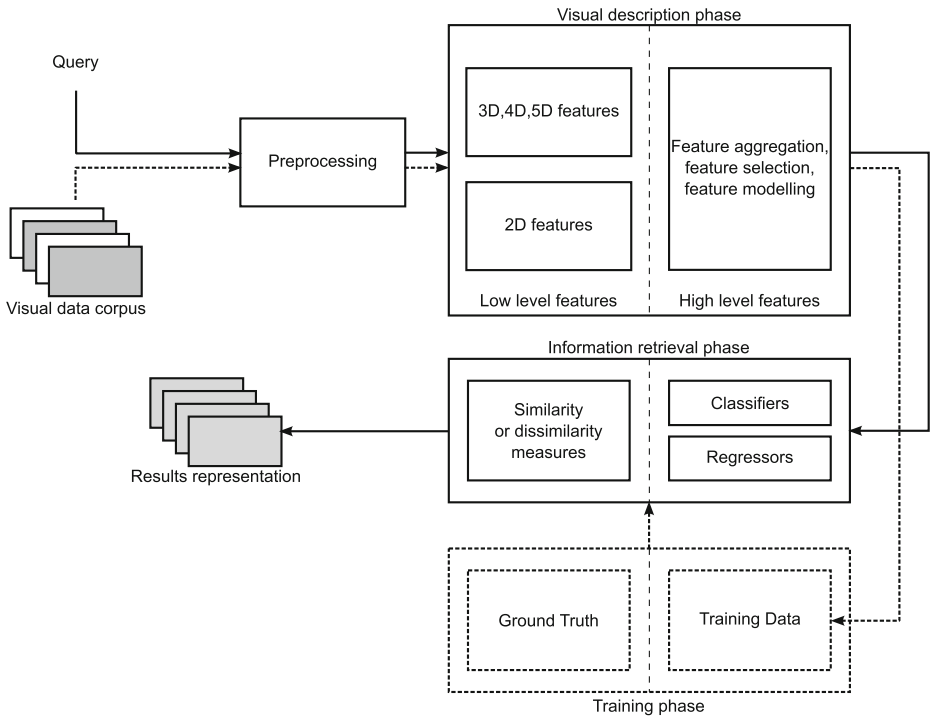 Visual description phase
Query
3D,4D,5D features
Preprocessing
Feature aggregation,
feature selection,
feature modelling
2D features
Visual data corpus
Low level features
High level features
Information retrieval phase
Similarity
or dissimilarity
measures
Classifiers
Regressors
Results representation
Ground Truth
Training Data
Training phase